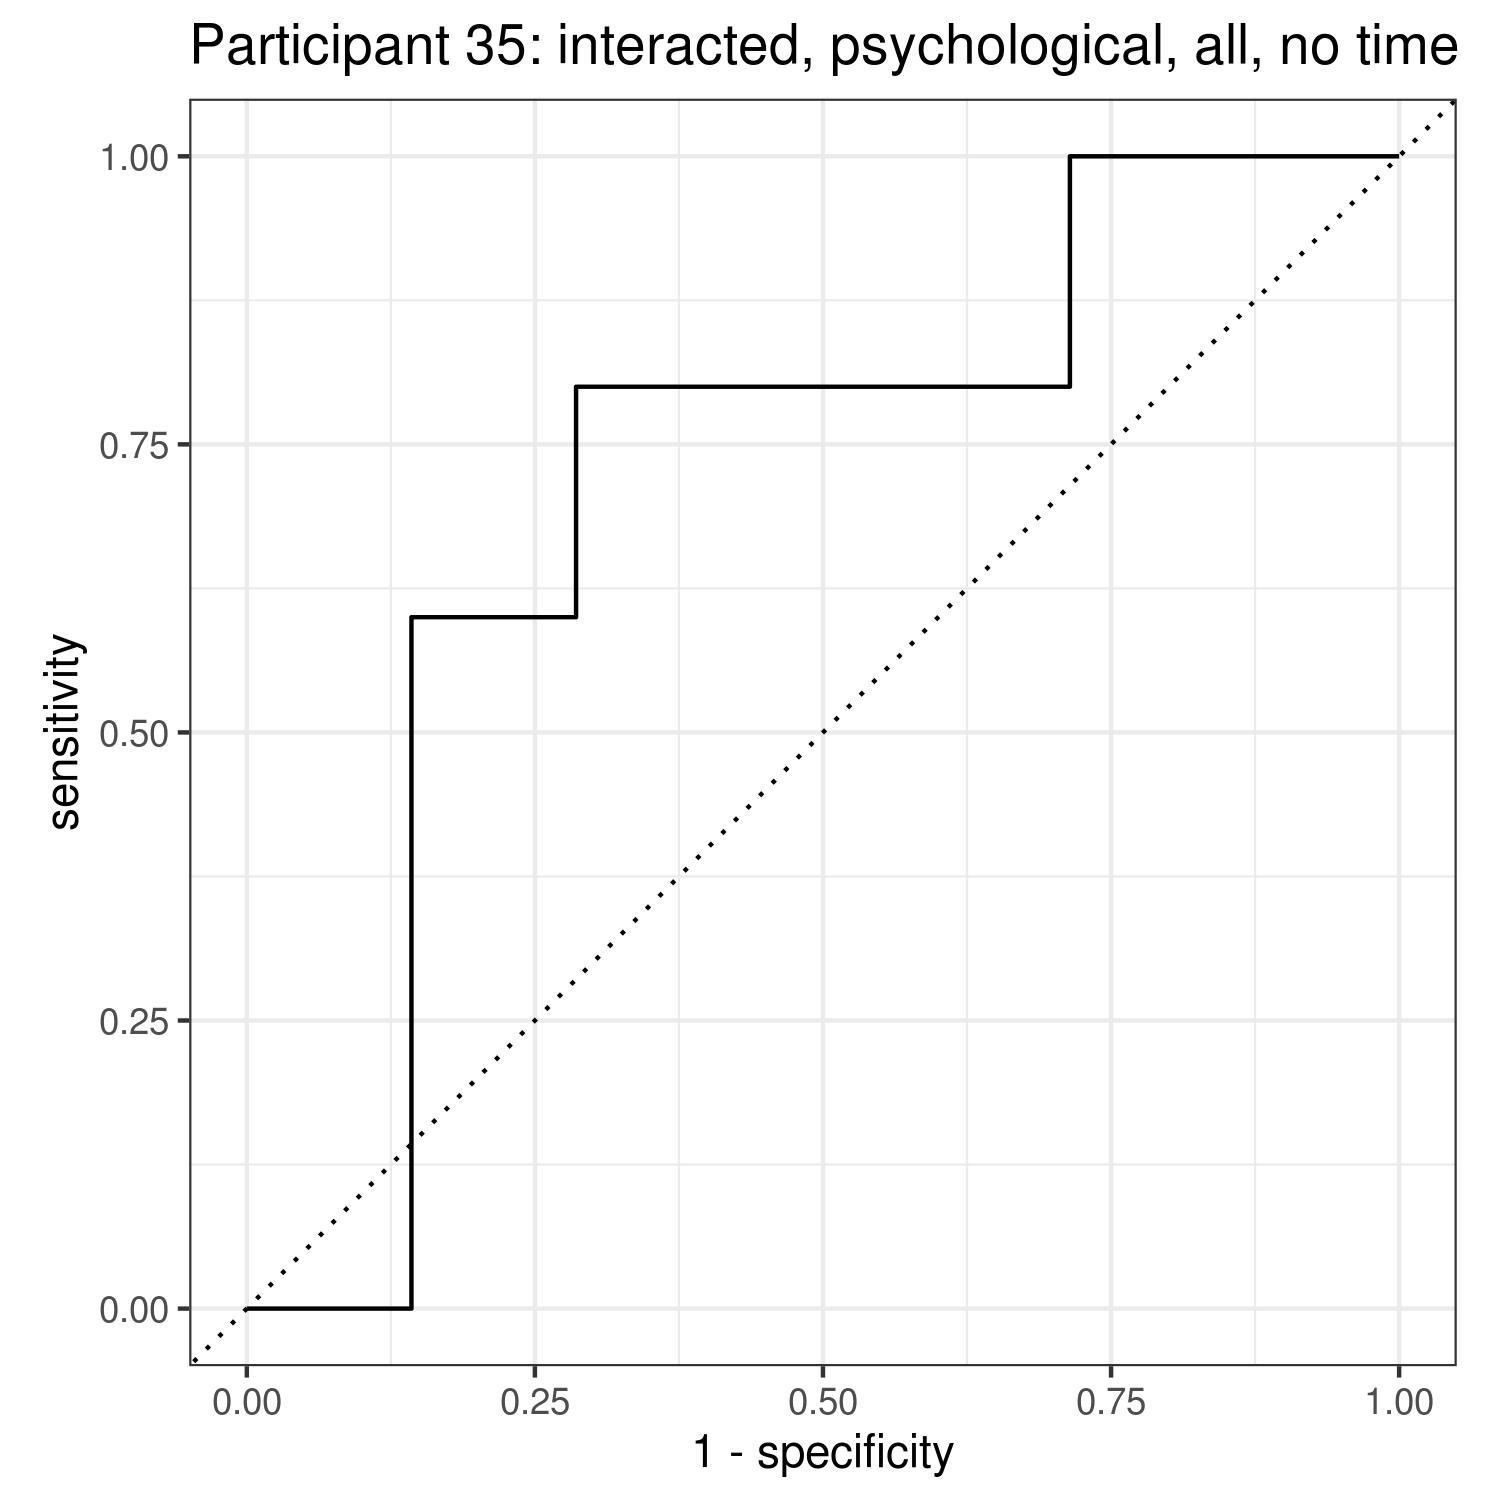 Participant 35: interacted, psychological, all, no time
1.00
0.75
0.50
0.25
0.00
sensitivity
0.00 0.25 0.50 0.75 1.00
1 - specificity